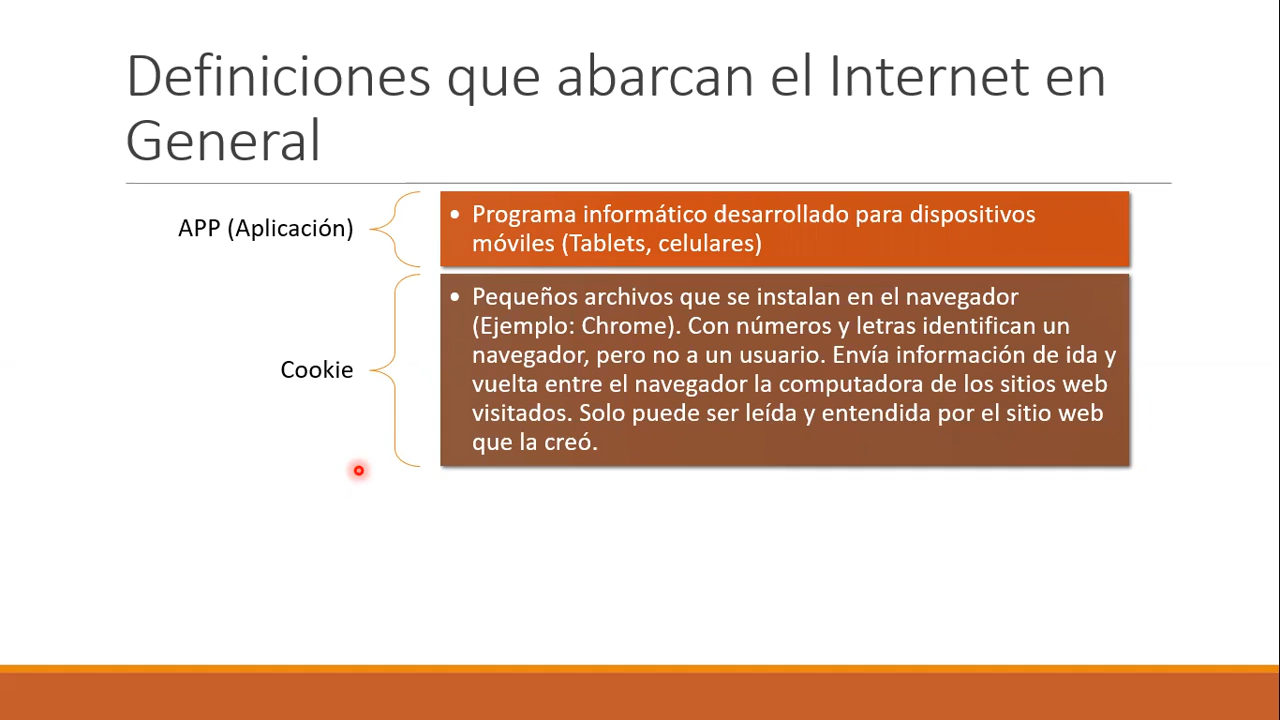 Definiciones que abarcan el Internet en
General
APP (Aplicación)
• Programa informático desarrollado para dispositivos
móviles (Tablets, celulares)
Cookie
• Pequeños archivos que se instalan en el navegador
(Ejemplo: Chrome). Con números y letras identifican un
navegador, pero no a un usuario. Envía información de ida y
vuelta entre el navegador la computadora de los sitios web
visitados. Solo puede ser leída y entendida por el sitio web
que la creó.